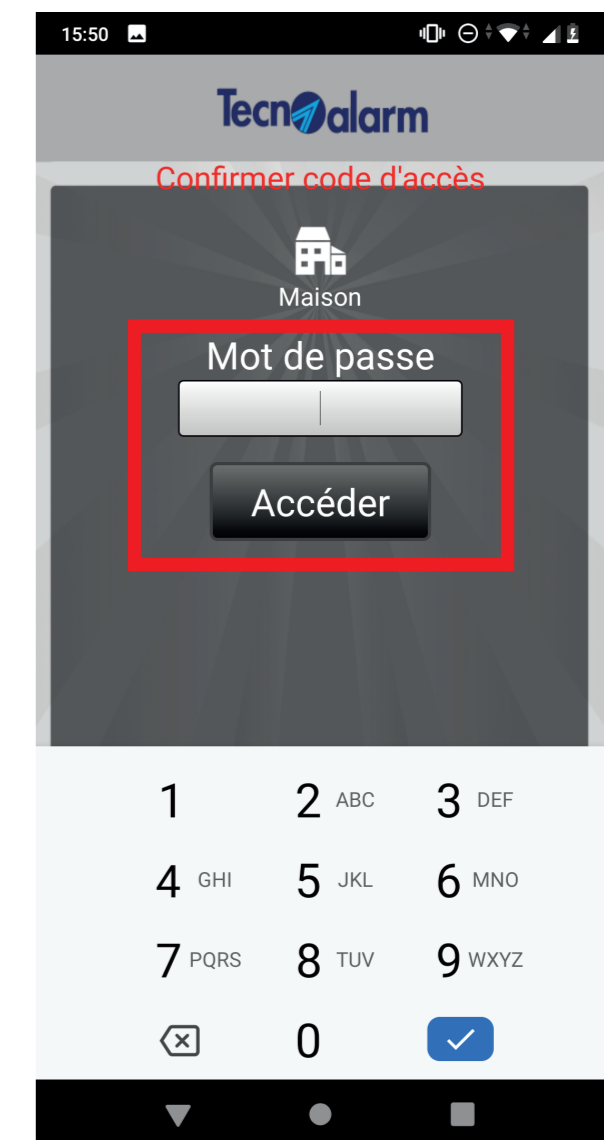 15:50
Tecnoalarm
Confirmer code d'accès
Maison
Mot de passe
Accéder
1 2 ABC 3 DEF
4 GHI 5 JKL 6 MNO
7 PQRS 8 TUV 9 WXYZ
0